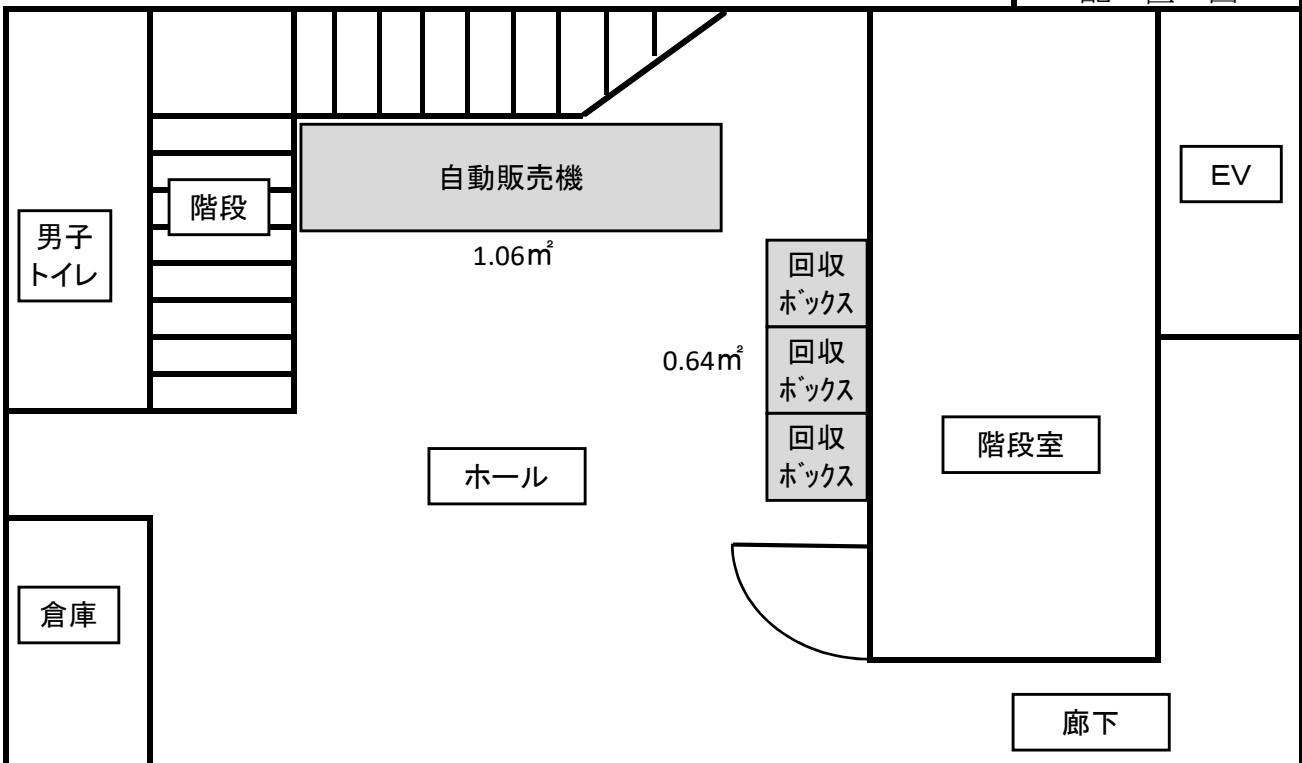 自動販売機
EV
階段
男子
トイレ
1.06㎡
回収
ﾎﾞｯｸｽ
0.64㎡
回収
ﾎﾞｯｸｽ
回収
ﾎﾞｯｸｽ
階段室
ホール
倉庫
廊下